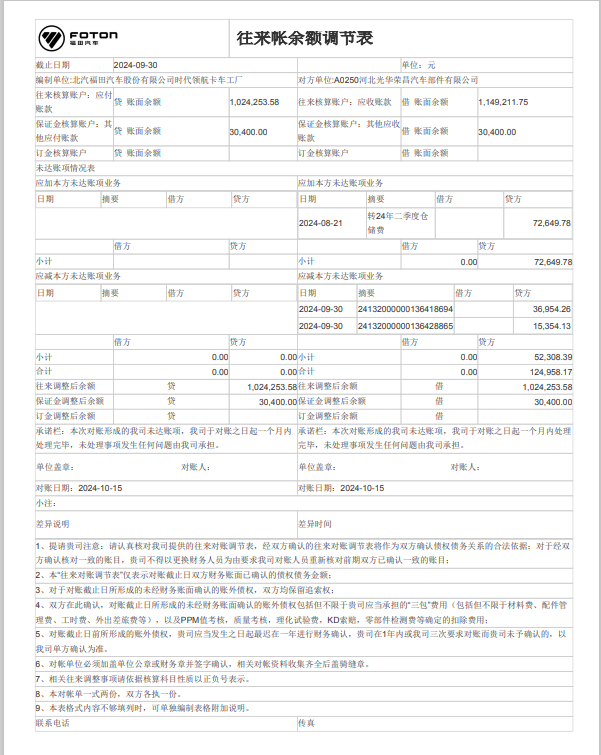 FOTON
福田汽车
往来帐余额调节表
截止日期 2024-09-30 单位：元
编制单位:北汽福田汽车股份有限公司时代领航卡车工厂 对方单位:A0250河北光华荣昌汽车部件有限公司
往来核算账户：应付账款 贷 账面余额 1,024,253.58 往来核算账户：应收账款 借 账面余额 1,149,211.75
保证金核算账户：其他应付账款 贷 账面余额 30,400.00 保证金核算账户：其他应收账款 借 账面余额 30,400.00
订金核算账户 贷 账面余额 订金核算账户 借 账面余额
未达账项情况表
应加本方未达账项业务 应加本方未达账项业务
日期 摘要 借方 贷方 日期 摘要 借方 贷方
2024-08-21 转24年二季度仓储费 72,649.78
借方 贷方 借方 贷方
小计 小计 0.00 72,649.78
应减本方未达账项业务 应减本方未达账项业务
日期 摘要 借方 贷方 日期 摘要 借方 贷方
2024-09-30 24132000000136418694 36,954.26
2024-09-30 24132000000136428865 15,354.13
借方 贷方 借方 贷方
小计 0.00 0.00 小计 0.00 52,308.39
合计 0.00 0.00 合计 0.00 124,958.17
往来调整后余额 贷 1,024,253.58 往来调整后余额 借 1,024,253.58
保证金调整后余额 贷 30,400.00 保证金调整后余额 借 30,400.00
订金调整后余额 贷 订金调整后余额 借
承诺栏：本次对账形成的我司未达账项，我司于对账之日起一个月内处理完毕，未处理事项发生任何问题由我司承担。 承诺栏：本次对账形成的我司未达账项，我司于对账之日起一个月内处理完毕，未处理事项发生任何问题由我司承担。
单位盖章： 对账人： 单位盖章： 对账人：
对账日期：2024-10-15 对账日期：2024-10-15
小注：
差异说明 差异时间
1、提请贵司注意：请认真核对我司提供的往来对账调节表，经双方确认的往来对账调节表将作为双方确认债权债务关系的合法依据；对于经双
方确认核对一致的账目，贵司不得以更换财务人员为由要求我司对账人员重新核对前期双方已确认一致的账目；
2、本“往来对账调节表”仅表示对账截止日双方财务账面已确认的债权债务金额；
3、对于对账截止日所形成的未经财务账面确认的账外债权，双方均保留追索权；
4、双方在此确认，对账截止日所形成的未经财务账面确认的账外债权包括但不限于贵司应当承担的“三包”费用（包括但不限于材料费、配件管
理费、工时费、外出差旅费等），以及PPM值考核，质量考核，理化试验费，KD索赔，零部件检测费等确定的扣除费用；
5、对账截止日前所形成的账外债权，贵司应当发生之日起最迟在一年进行财务确认，贵司在1年内或我司三次要求对账而贵司未予确认的，以
我司单方确认为准。
6、对帐单位必须加盖单位公章或财务章并签字确认，相关对帐资料收集齐全后盖骑缝章。
7、相关往来调整事项请依据核算科目性质以正负号表示。
8、本对帐单一式两份，双方各执一份。
9、本表格式内容不够填列时，可单独编制表格附加说明。
联系电话 传真